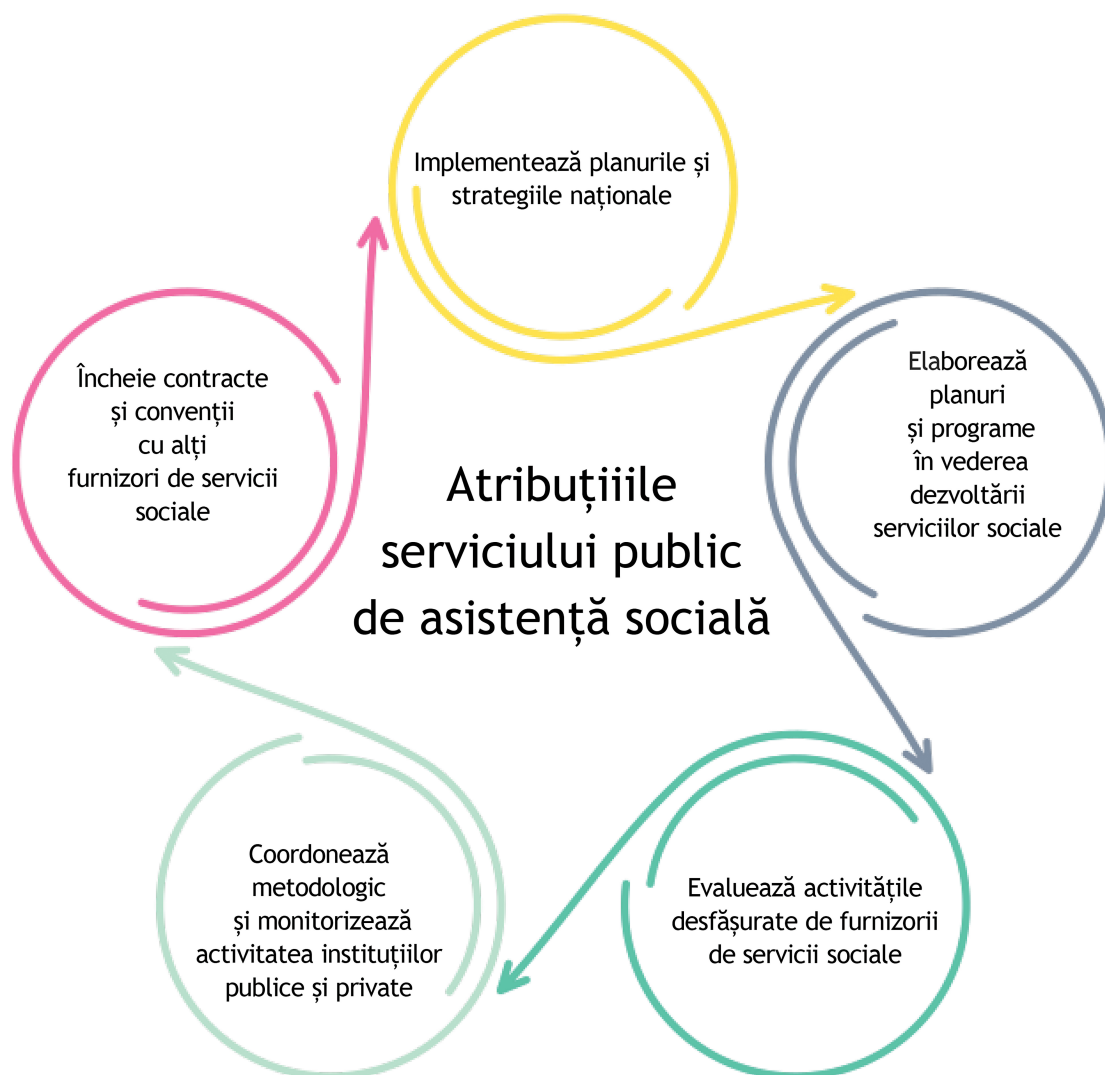 Implementează planurile și
strategiile naționale
Elaborează
planuri
și programe
în vederea
dezvoltării
serviciilor sociale
Evaluează activitățile
desfășurate de furnizorii
de servicii sociale
Coordonează
metodologic
și monitorizează
activitatea instituțiilor
publice și private
Încheie contracte
și convenții
cu alți
furnizori de servicii
sociale
Atribuțiiile
serviciului public
de asistență socială